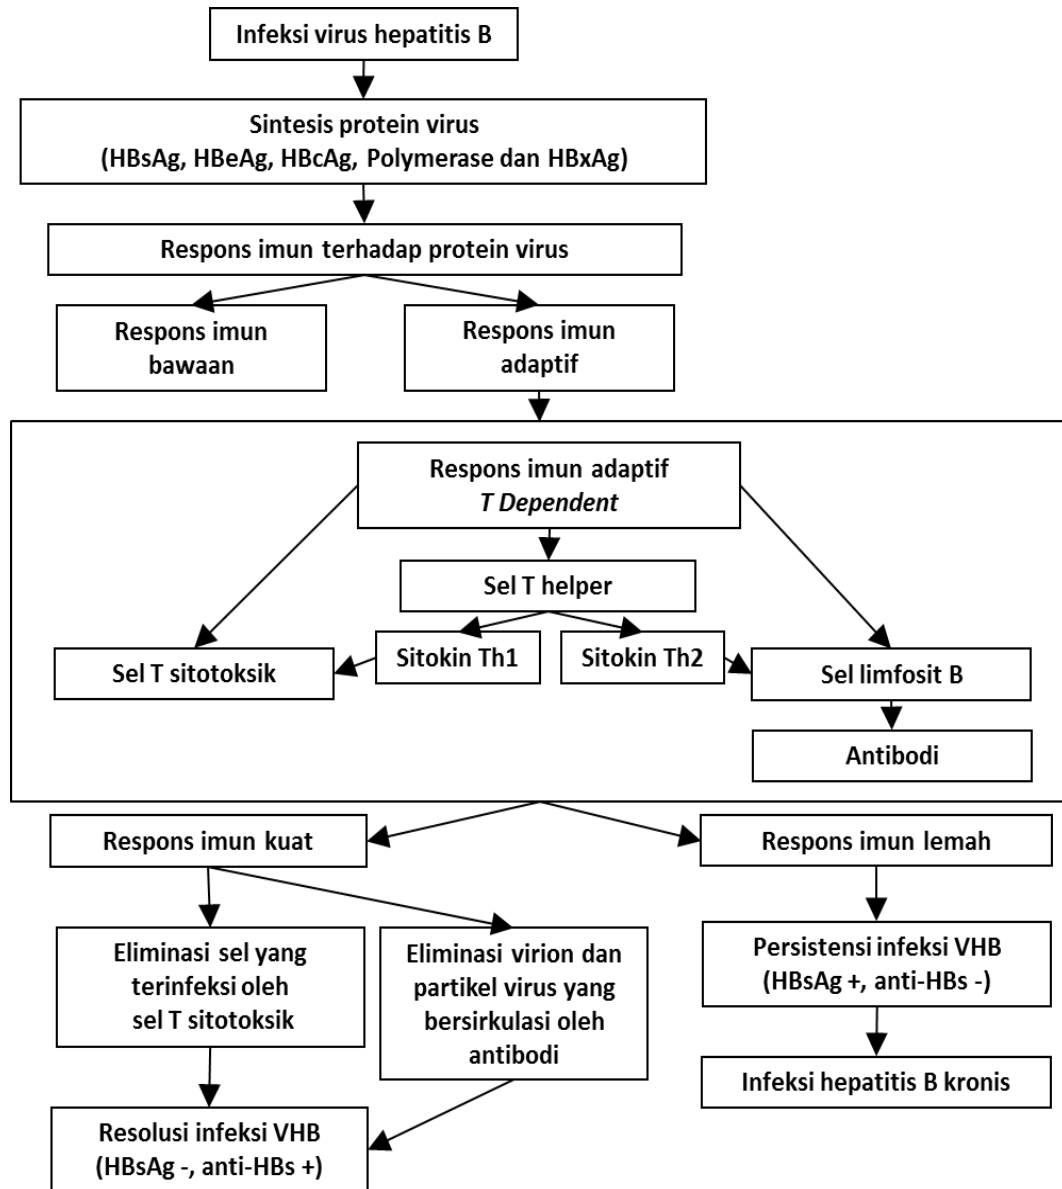 Infeksi virus hepatitis B
Sintesis protein virus
(HBsAg, HBeAg, HBcAg, Polymerase dan HBxAg)
Respons imun terhadap protein virus
Respons imun
bawaan
Respons imun
adaptif
Respons imun adaptif
T Dependent
Sel T helper
Sitokin Th1
Sitokin Th2
Sel T sitotoksik
Sel limfosit B
Antibodi
Respons imun kuat
Respons imun lemah
Eliminasi sel yang
terinfeksi oleh
sel T sitotoksik
Eliminasi virion dan
partikel virus yang
bersirkulasi oleh
antibodi
Persistensi infeksi VHB
(HBsAg +, anti-HBs -)
Infeksi hepatitis B kronis
Resolusi infeksi VHB
(HBsAg -, anti-HBs +)